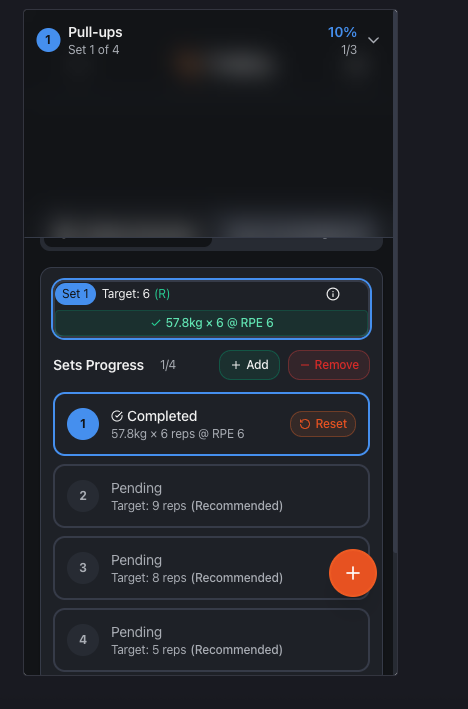 1 Pull-ups 10%
Set 1 of 4 1/3
Set 1 Target: 6 (R)
57.8kg x 6 @ RPE 6
Sets Progress 1/4 + Add − Remove
1 Completed
57.8kg x 6 reps @ RPE 6 Reset
2 Pending
Target: 9 reps (Recommended)
3 Pending
Target: 8 reps (Recommended)
4 Pending
Target: 5 reps (Recommended)